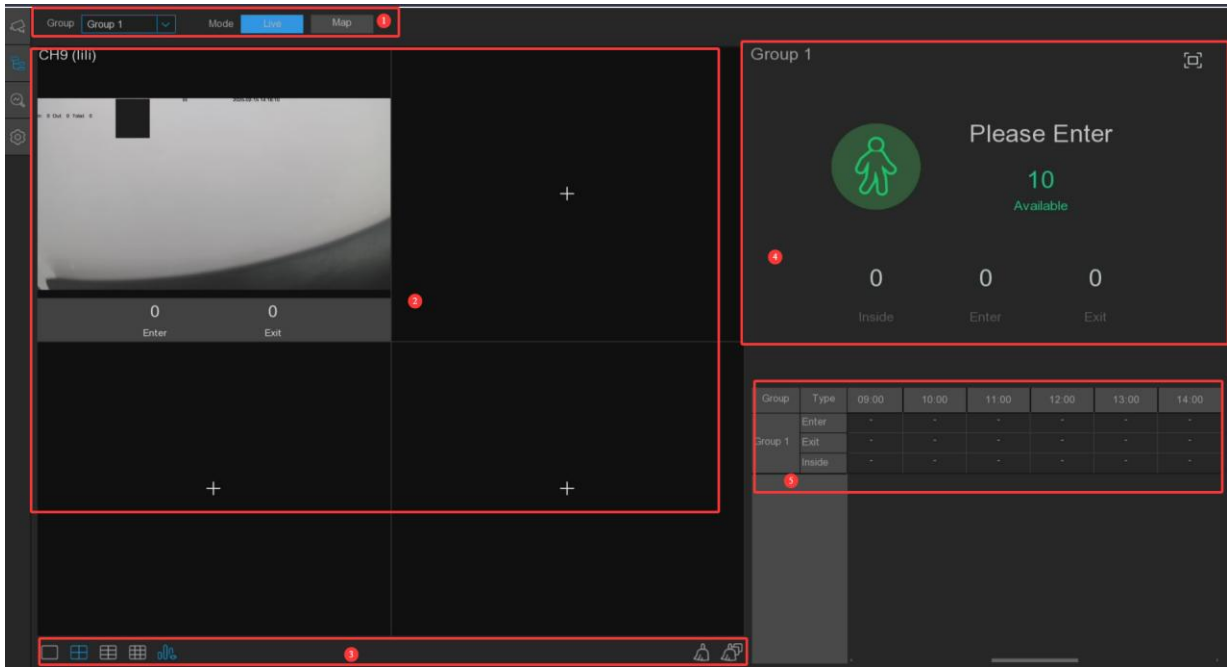 Group Group 1 Mode Live Map 1
CH9 (lili)
Enter 0 Exit 0
2
Group 1
Please Enter
10
Available
4
0 0 0
Inside Enter Exit
Group Type 09:00 10:00 11:00 12:00 13:00 14:00
Enter - - - - - -
Group 1 Exit - - - - - -
Inside - - - - - -
5
3